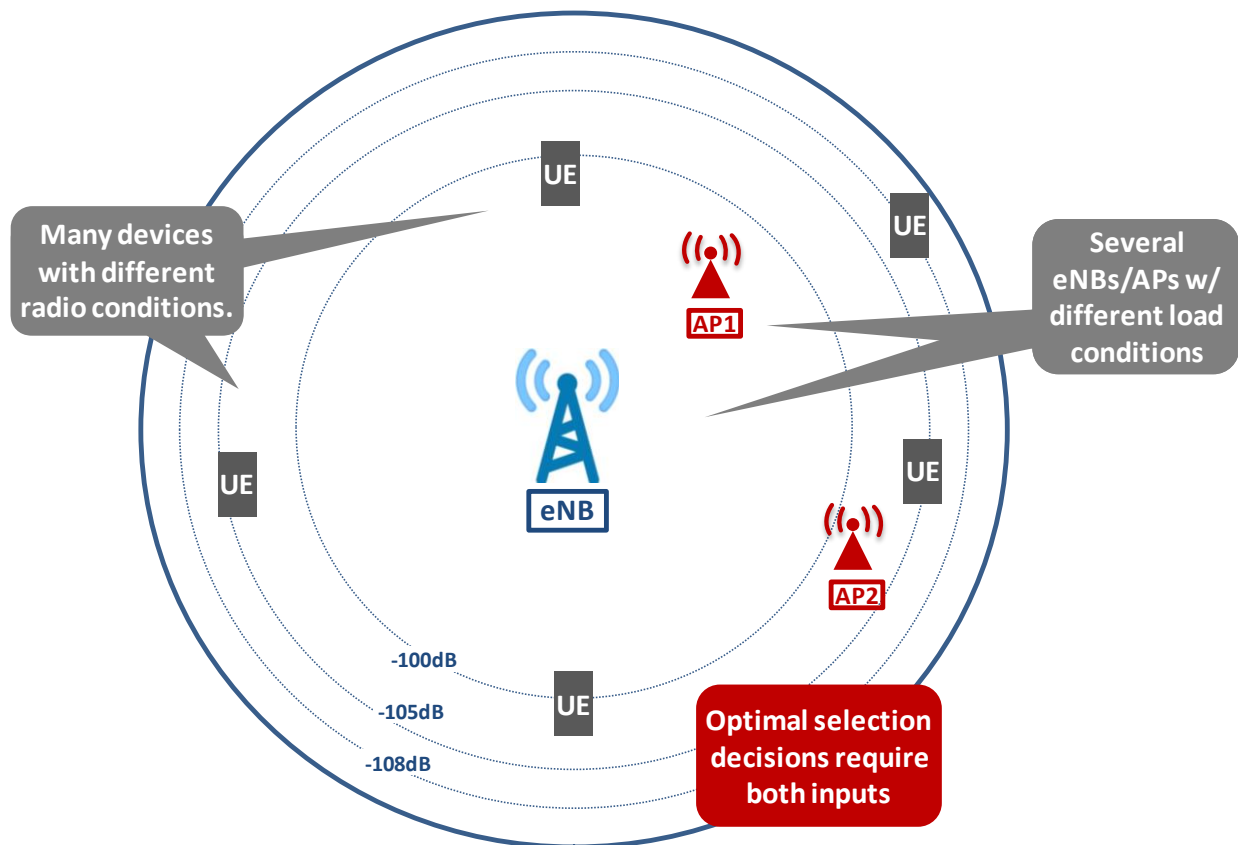 UE
UE
Many devices
with different
radio conditions.
Several
eNBs/APs w/
different load
conditions
AP1
UE
UE
eNB
AP2
-100dB
UE
-105dB
-108dB
Optimal selection
decisions require
both inputs